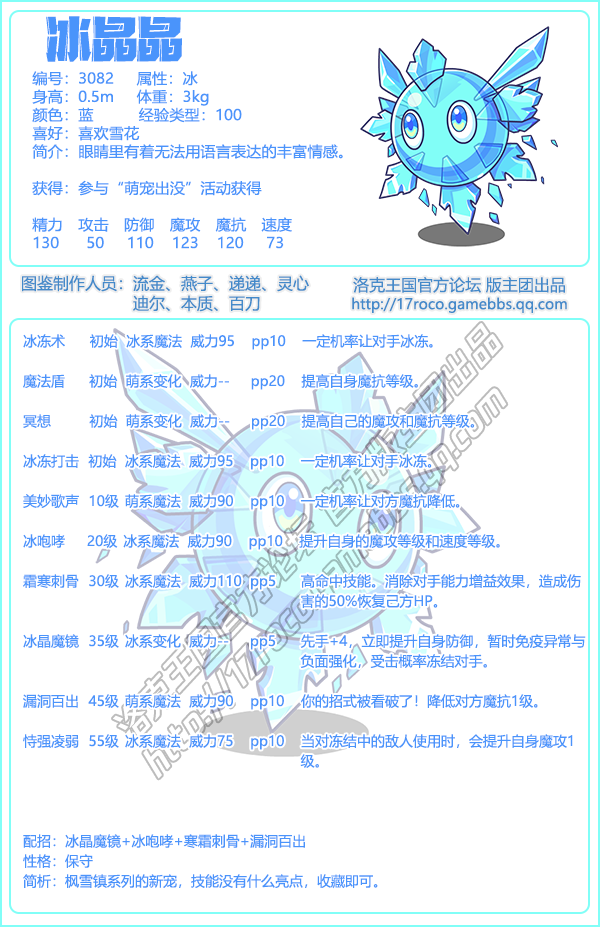 冰晶晶
编号：3082 属性：冰
身高：0.5m 体重：3kg
颜色：蓝 经验类型：100
喜好：喜欢雪花
简介：眼睛里有着无法用语言表达的丰富情感。
获得：参与“萌宠出没”活动获得
精力 攻击 防御 魔攻 魔抗 速度
130 50 110 123 120 73
图鉴制作人员：流金、燕子、递递、灵心
迪尔、本质、百刀
洛克王国官方论坛 版主团出品
http://17roco.gamebbs.qq.com
冰冻术 初始 冰系魔法 威力95 pp10 一定机率让对手冰冻。
魔法盾 初始 萌系变化 威力-- pp20 提高自身魔抗等级。
冥想 初始 萌系变化 威力-- pp20 提高自己的魔攻和魔抗等级。
冰冻打击 初始 冰系魔法 威力95 pp10 一定机率让对手冰冻。
美妙歌声 10级 萌系魔法 威力90 pp10 一定机率让对方魔抗降低。
冰咆哮 20级 冰系魔法 威力90 pp10 提升自身的魔攻等级和速度等级。
霜寒刺骨 30级 冰系魔法 威力110 pp5 高命中技能。消除对手能力增益效果，造成伤
害的50%恢复己方HP。
冰晶魔镜 35级 冰系变化 威力-- pp5 先手+4，立即提升自身防御，暂时免疫异常与
负面强化，受击概率冻结对手。
漏洞百出 45级 萌系魔法 威力90 pp10 你的招式被看破了！降低对方魔抗1级。
恃强凌弱 55级 冰系魔法 威力75 pp10 当对冻结中的敌人使用时，会提升自身魔攻1
级。
洛克王国官方论坛 版主团出品
http://17roco.gamebbs.qq.com
配招：冰晶魔镜+冰咆哮+寒霜刺骨+漏洞百出
性格：保守
简析：枫雪镇系列的新宠，技能没有什么亮点，收藏即可。